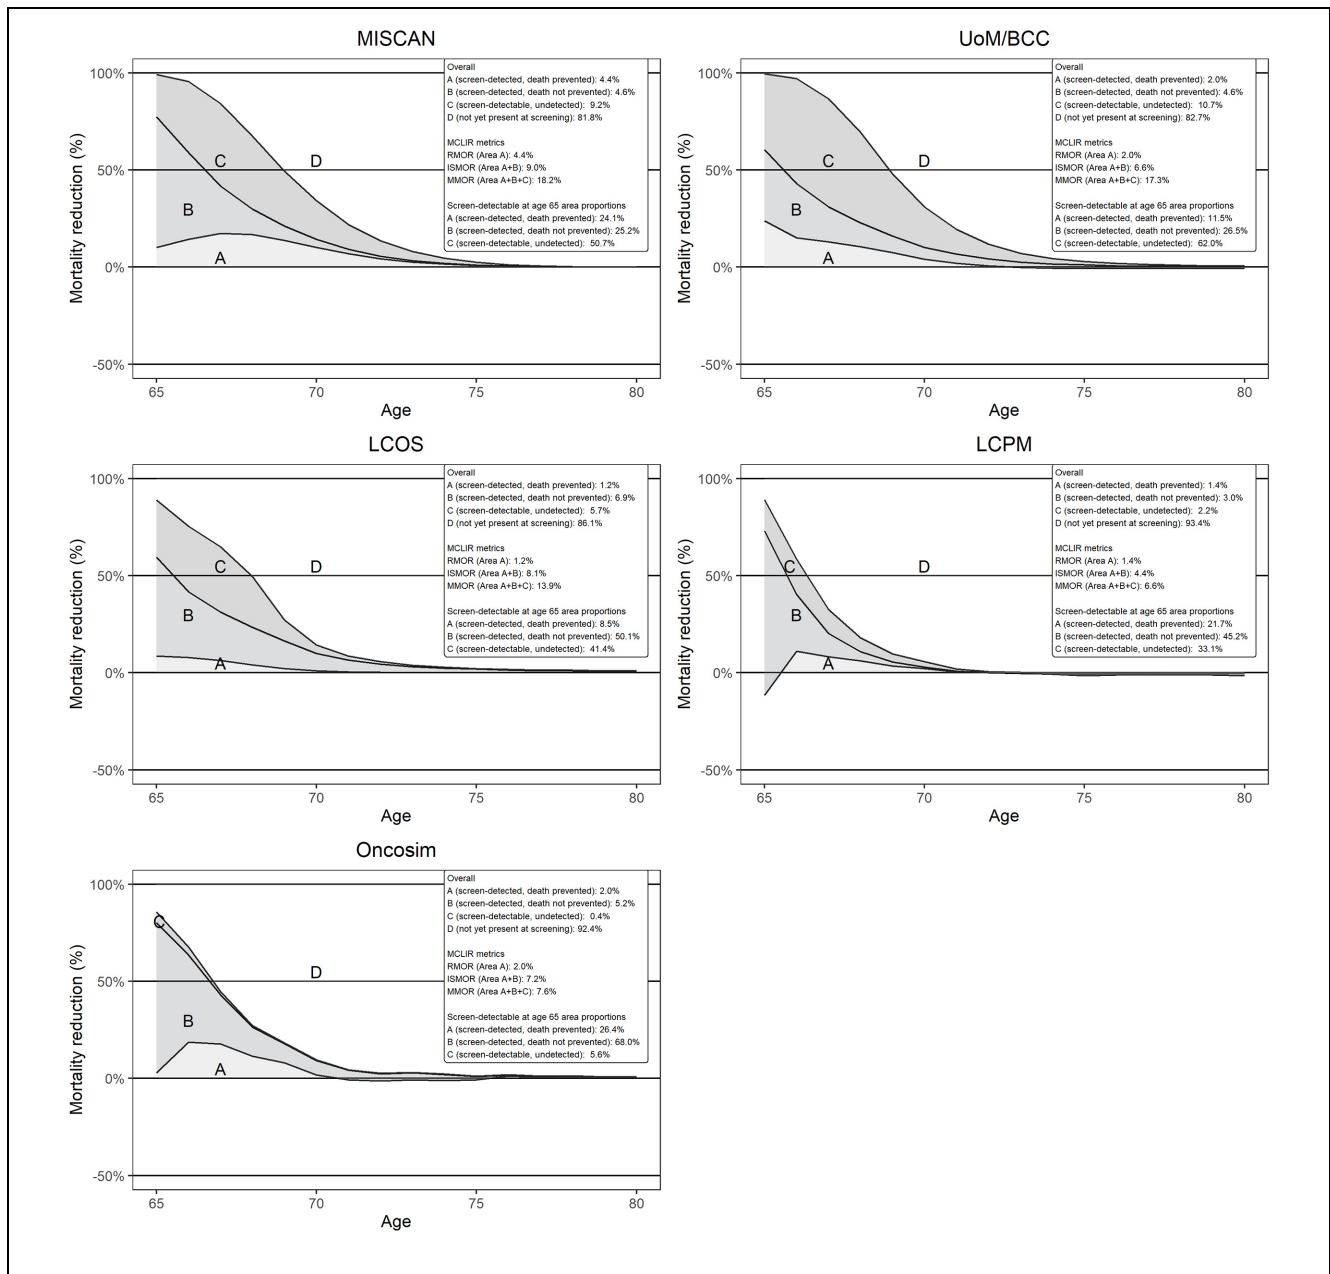 MISCAN
100%
50%
0%
-50%
Mortality reduction (%)
65
70
75
80
Age
A
B
C
D
Overall
A (screen-detected, death prevented): 4.4%
B (screen-detected, death not prevented): 4.6%
C (screen-detectable, undetected):  9.2%
D (not yet present at screening): 81.8%
MCLIR metrics
RMOR (Area A): 4.4%
ISMOR (Area A+B): 9.0%
MMOR (Area A+B+C): 18.2%
Screen-detectable at age 65 area proportions
A (screen-detected, death prevented): 24.1%
B (screen-detected, death not prevented): 25.2%
C (screen-detectable, undetected):  50.7%
UoM/BCC
100%
50%
0%
-50%
Mortality reduction (%)
65
70
75
80
Age
A
B
C
D
Overall
A (screen-detected, death prevented): 2.0%
B (screen-detected, death not prevented): 4.6%
C (screen-detectable, undetected):  10.7%
D (not yet present at screening): 82.7%
MCLIR metrics
RMOR (Area A): 2.0%
ISMOR (Area A+B): 6.6%
MMOR (Area A+B+C): 17.3%
Screen-detectable at age 65 area proportions
A (screen-detected, death prevented): 11.5%
B (screen-detected, death not prevented): 26.5%
C (screen-detectable, undetected):  62.0%
LCOS
100%
50%
0%
-50%
Mortality reduction (%)
65
70
75
80
Age
A
B
C
D
Overall
A (screen-detected, death prevented): 1.2%
B (screen-detected, death not prevented): 6.9%
C (screen-detectable, undetected):  5.7%
D (not yet present at screening): 86.1%
MCLIR metrics
RMOR (Area A): 1.2%
ISMOR (Area A+B): 8.1%
MMOR (Area A+B+C): 13.9%
Screen-detectable at age 65 area proportions
A (screen-detected, death prevented): 8.5%
B (screen-detected, death not prevented): 50.1%
C (screen-detectable, undetected):  41.4%
LCPM
100%
50%
0%
-50%
Mortality reduction (%)
65
70
75
80
Age
A
B
C
D
Overall
A (screen-detected, death prevented): 1.4%
B (screen-detected, death not prevented): 3.0%
C (screen-detectable, undetected):  2.2%
D (not yet present at screening): 93.4%
MCLIR metrics
RMOR (Area A): 1.4%
ISMOR (Area A+B): 4.4%
MMOR (Area A+B+C): 6.6%
Screen-detectable at age 65 area proportions
A (screen-detected, death prevented): 21.7%
B (screen-detected, death not prevented): 45.2%
C (screen-detectable, undetected):  33.1%
Oncosim
100%
50%
0%
-50%
Mortality reduction (%)
65
70
75
80
Age
A
B
C
D
Overall
A (screen-detected, death prevented): 2.0%
B (screen-detected, death not prevented): 5.2%
C (screen-detectable, undetected):  0.4%
D (not yet present at screening): 92.4%
MCLIR metrics
RMOR (Area A): 2.0%
ISMOR (Area A+B): 7.2%
MMOR (Area A+B+C): 7.6%
Screen-detectable at age 65 area proportions
A (screen-detected, death prevented): 26.4%
B (screen-detected, death not prevented): 68.0%
C (screen-detectable, undetected):  5.6%